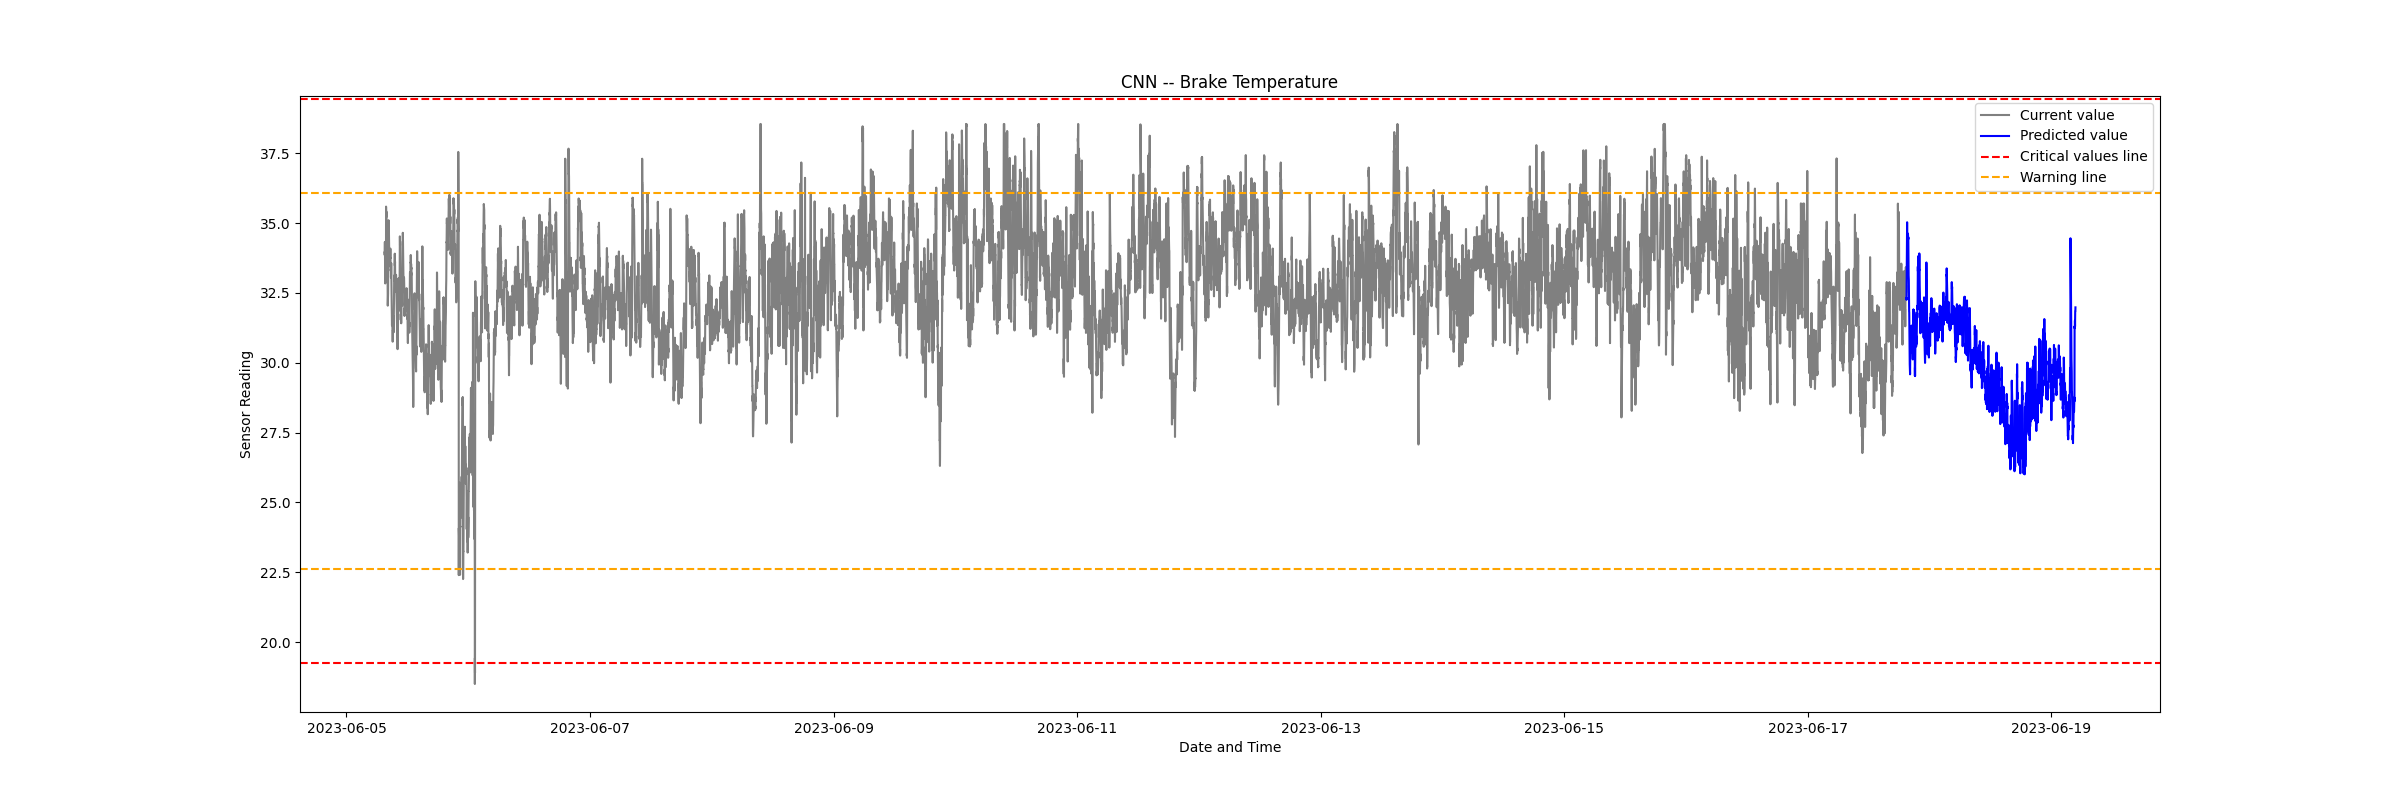 CNN -- Brake Temperature
Current value
Predicted value
Critical values line
Warning line
37.5
35.0
32.5
30.0
27.5
25.0
22.5
20.0
Sensor Reading
2023-06-05
2023-06-07
2023-06-09
2023-06-11
2023-06-13
2023-06-15
2023-06-17
2023-06-19
Date and Time